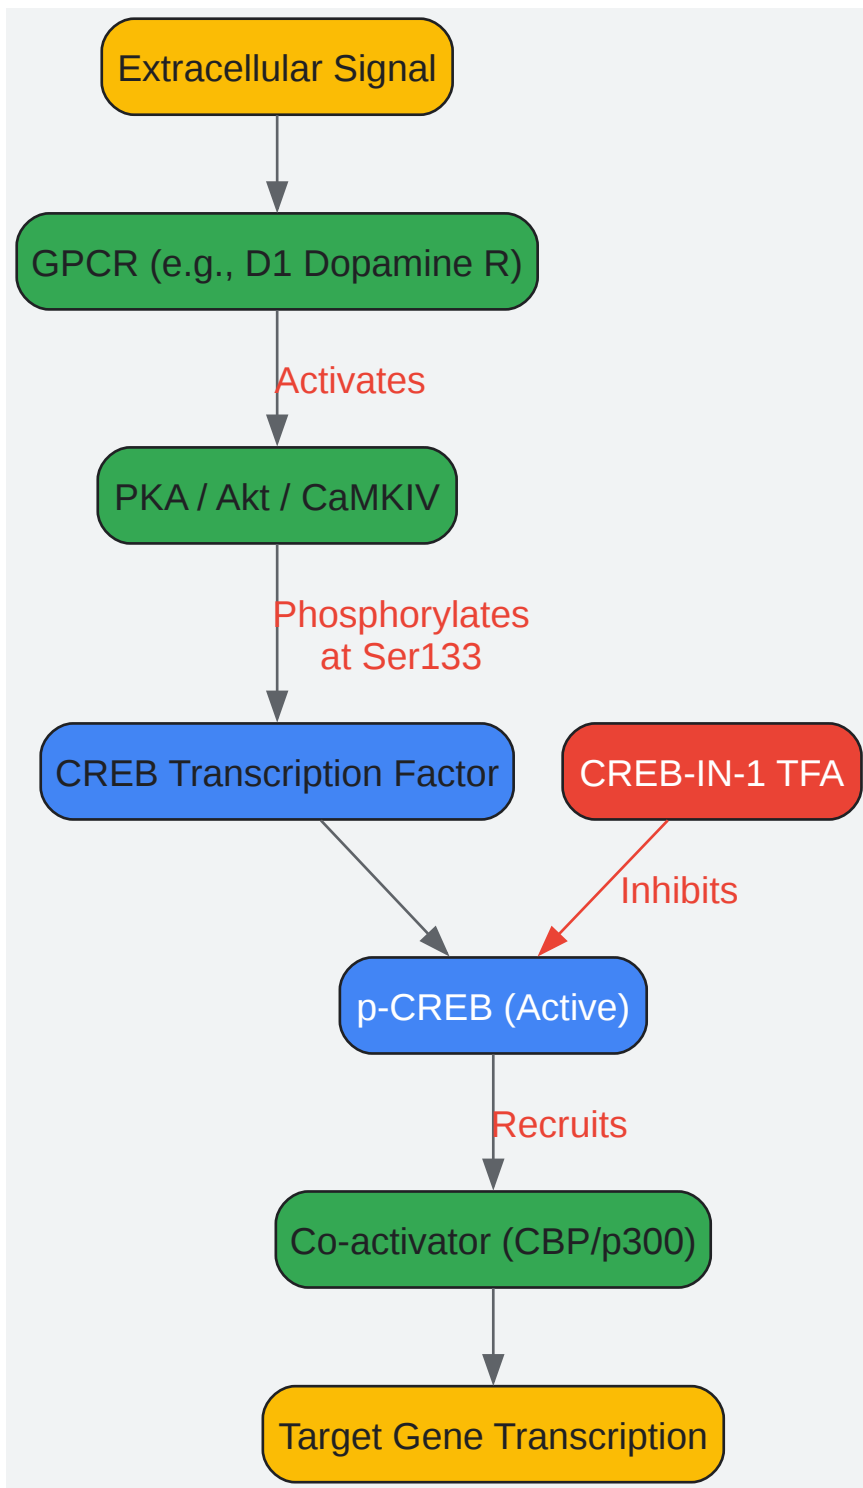 Extracellular Signal
GPCR (e.g., D1 Dopamine R)
Activates
PKA / Akt / CaMKIV
Phosphorylates
at Ser133
CREB Transcription Factor
CREB-IN-1 TFA
Inhibits
p-CREB (Active)
Recruits
Co-activator (CBP/p300)
Target Gene Transcription